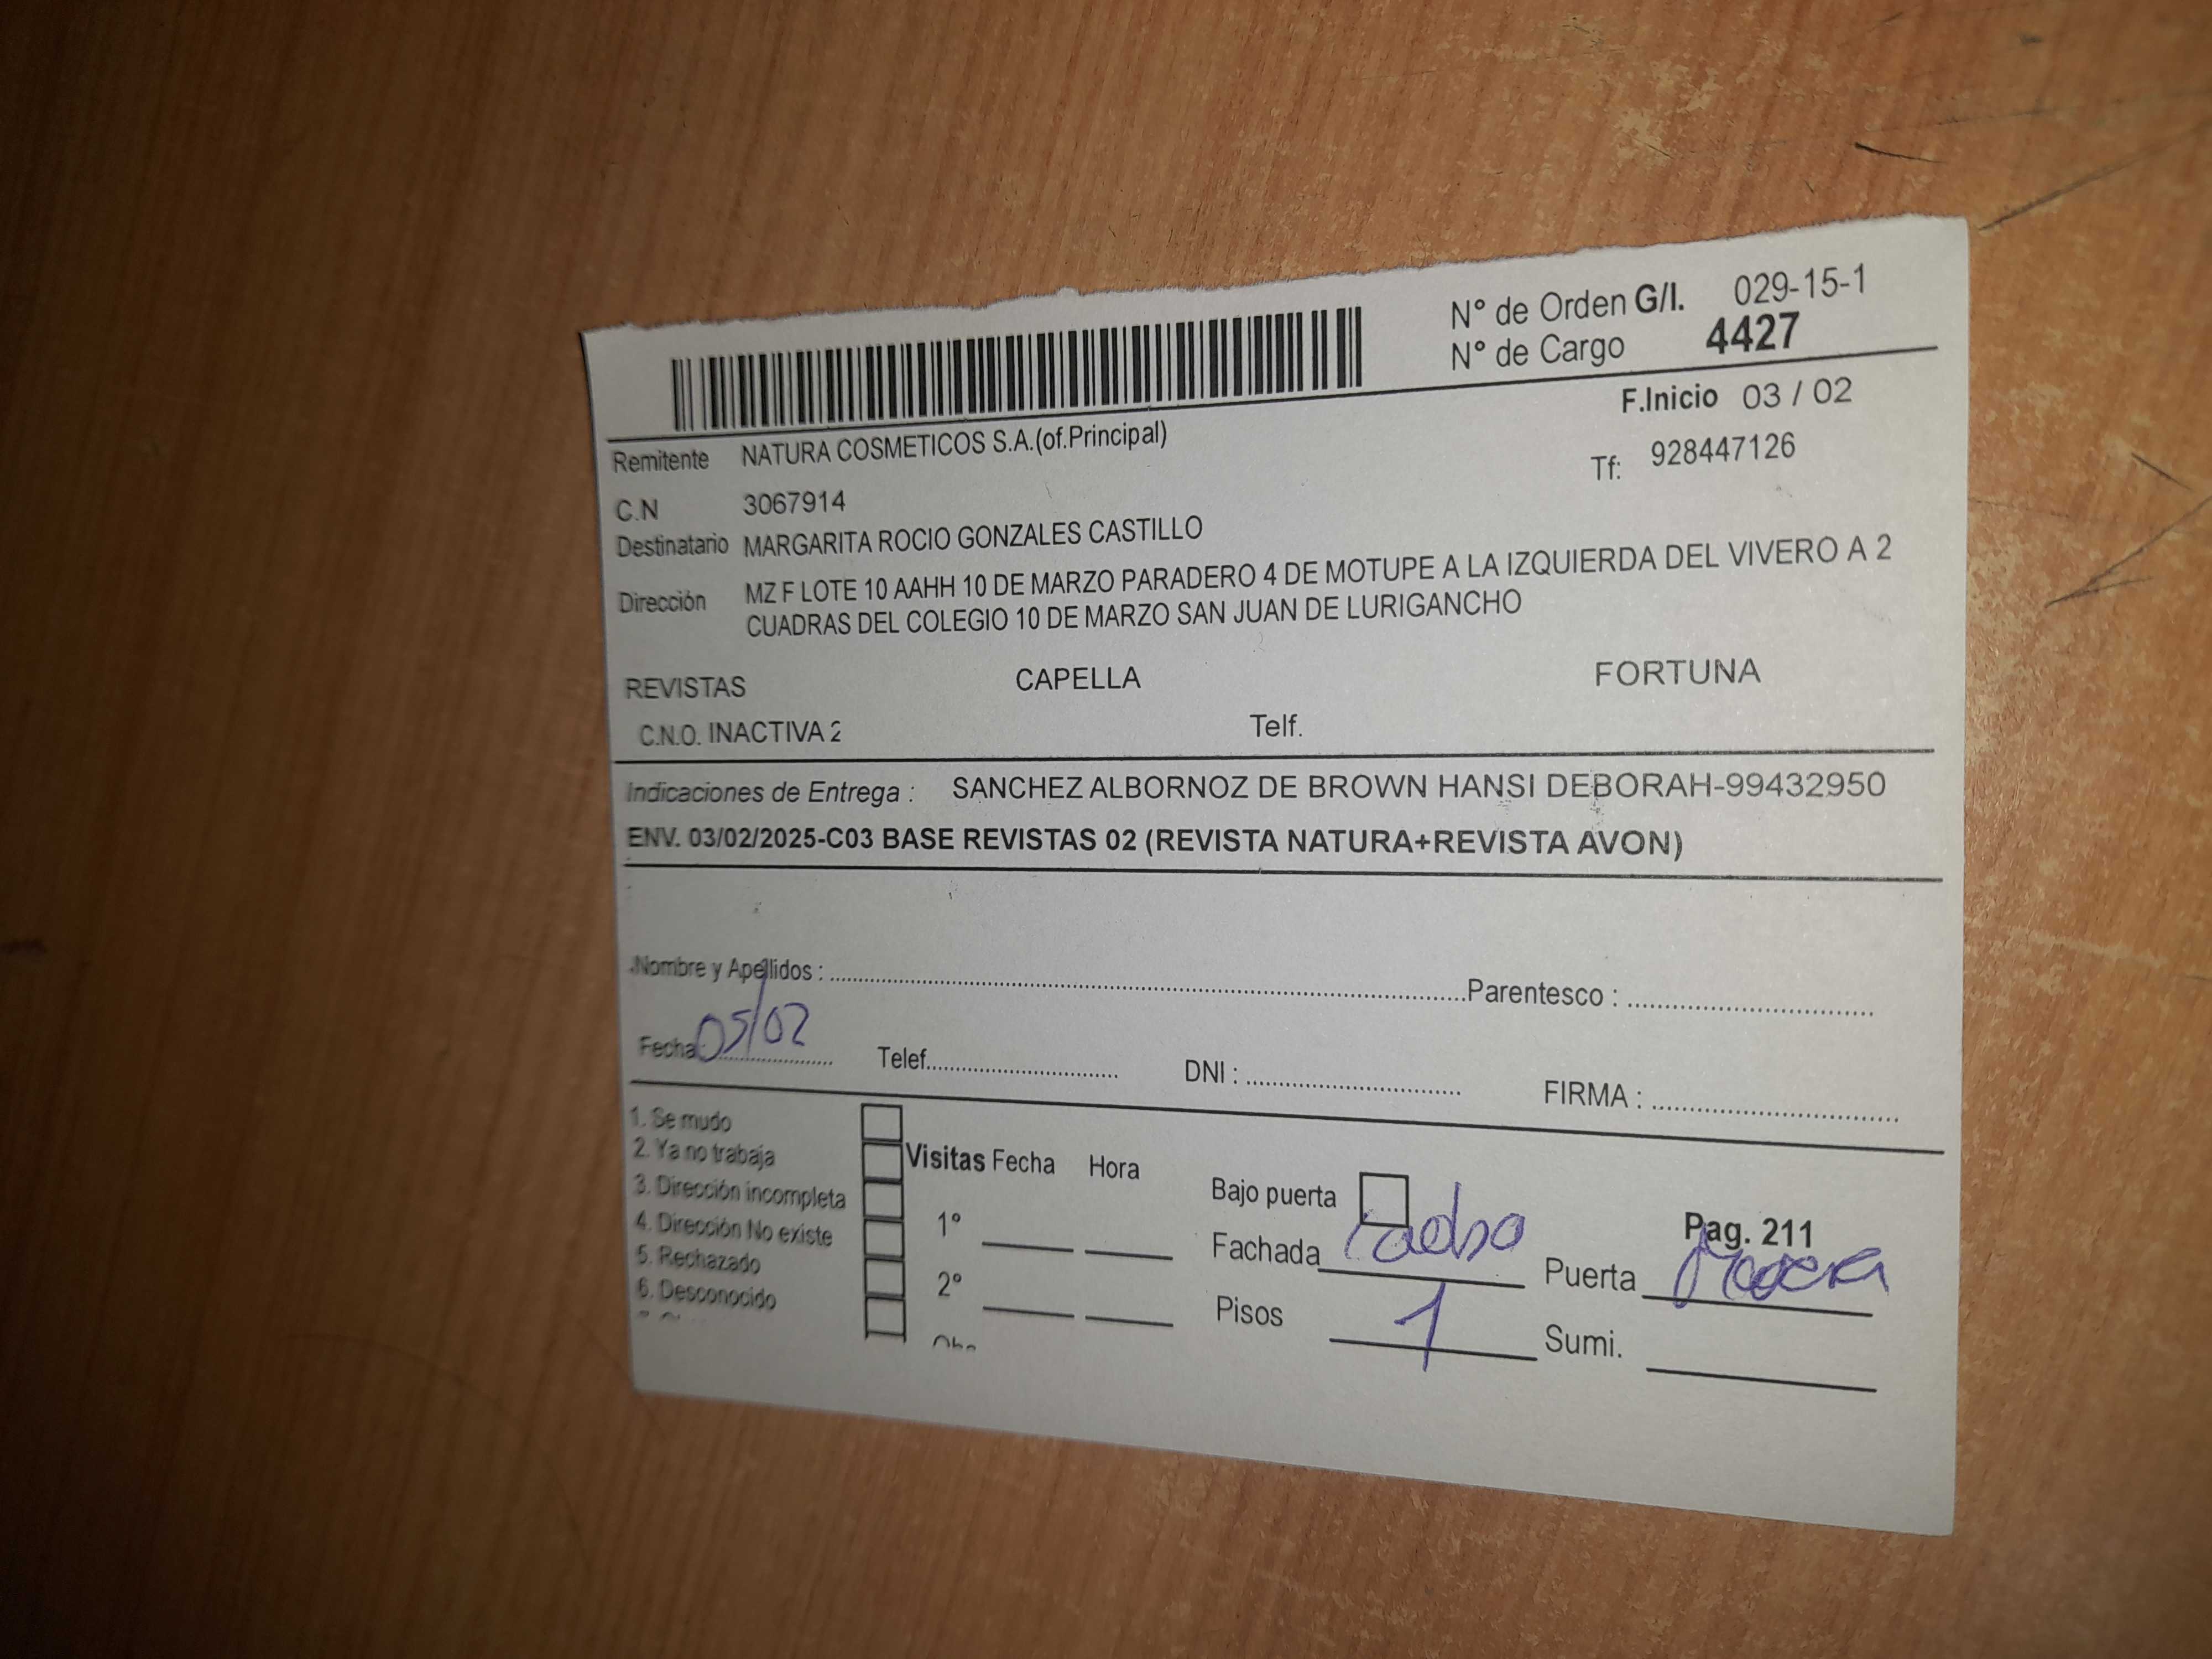 N° de Orden G/I. 029-15-1
N° de Cargo 4427
F.Inicio 03 / 02
Remitente NATURA COSMETICOS S.A.(of.Principal)
Tf: 928447126
C.N 3067914
Destinatario MARGARITA ROCIO GONZALES CASTILLO
Dirección MZ F LOTE 10 AAHH 10 DE MARZO PARADERO 4 DE MOTUPE A LA IZQUIERDA DEL VIVERO A 2
CUADRAS DEL COLEGIO 10 DE MARZO SAN JUAN DE LURIGANCHO
REVISTAS CAPELLA FORTUNA
C.N.O. INACTIVA 2 Telf.
Indicaciones de Entrega : SANCHEZ ALBORNOZ DE BROWN HANSI DEBORAH-99432950
ENV. 03/02/2025-C03 BASE REVISTAS 02 (REVISTA NATURA+REVISTA AVON)
Nombre y Apellidos : Parentesco :
Fecha 05/02 Telef. DNI : FIRMA :
1. Se mudo
2. Ya no trabaja
3. Dirección incompleta
4. Dirección No existe
5. Rechazado
6. Desconocido
Visitas Fecha Hora
1°
2°
Bajo puerta
Fachada
Pisos 1
Pag. 211
Puerta
Sumi.